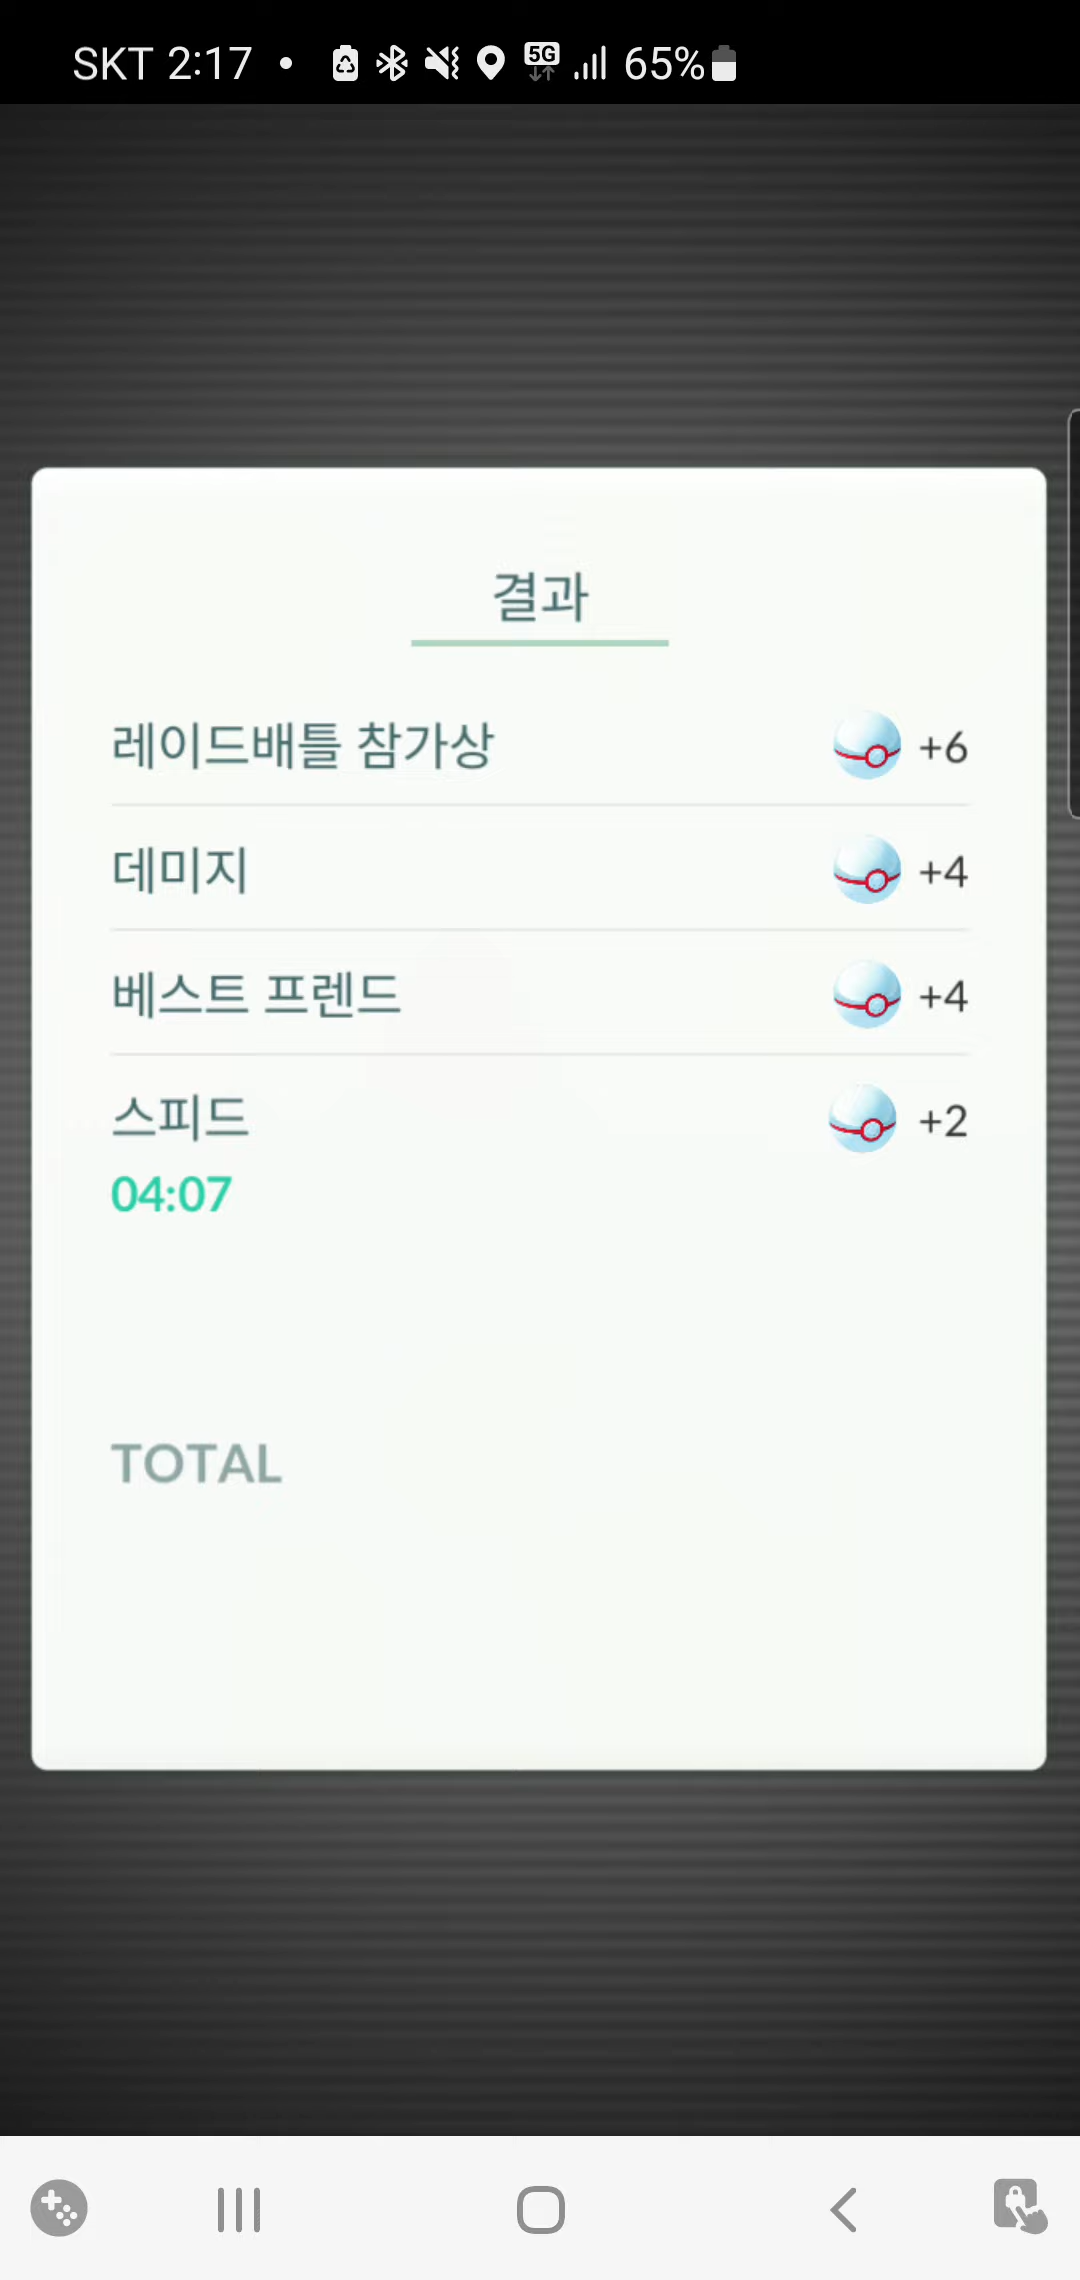 SKT 2:17 • 5G 65%
결과
레이드배틀 참가상 +6
데미지 +4
베스트 프렌드 +4
스피드 +2
04:07
TOTAL